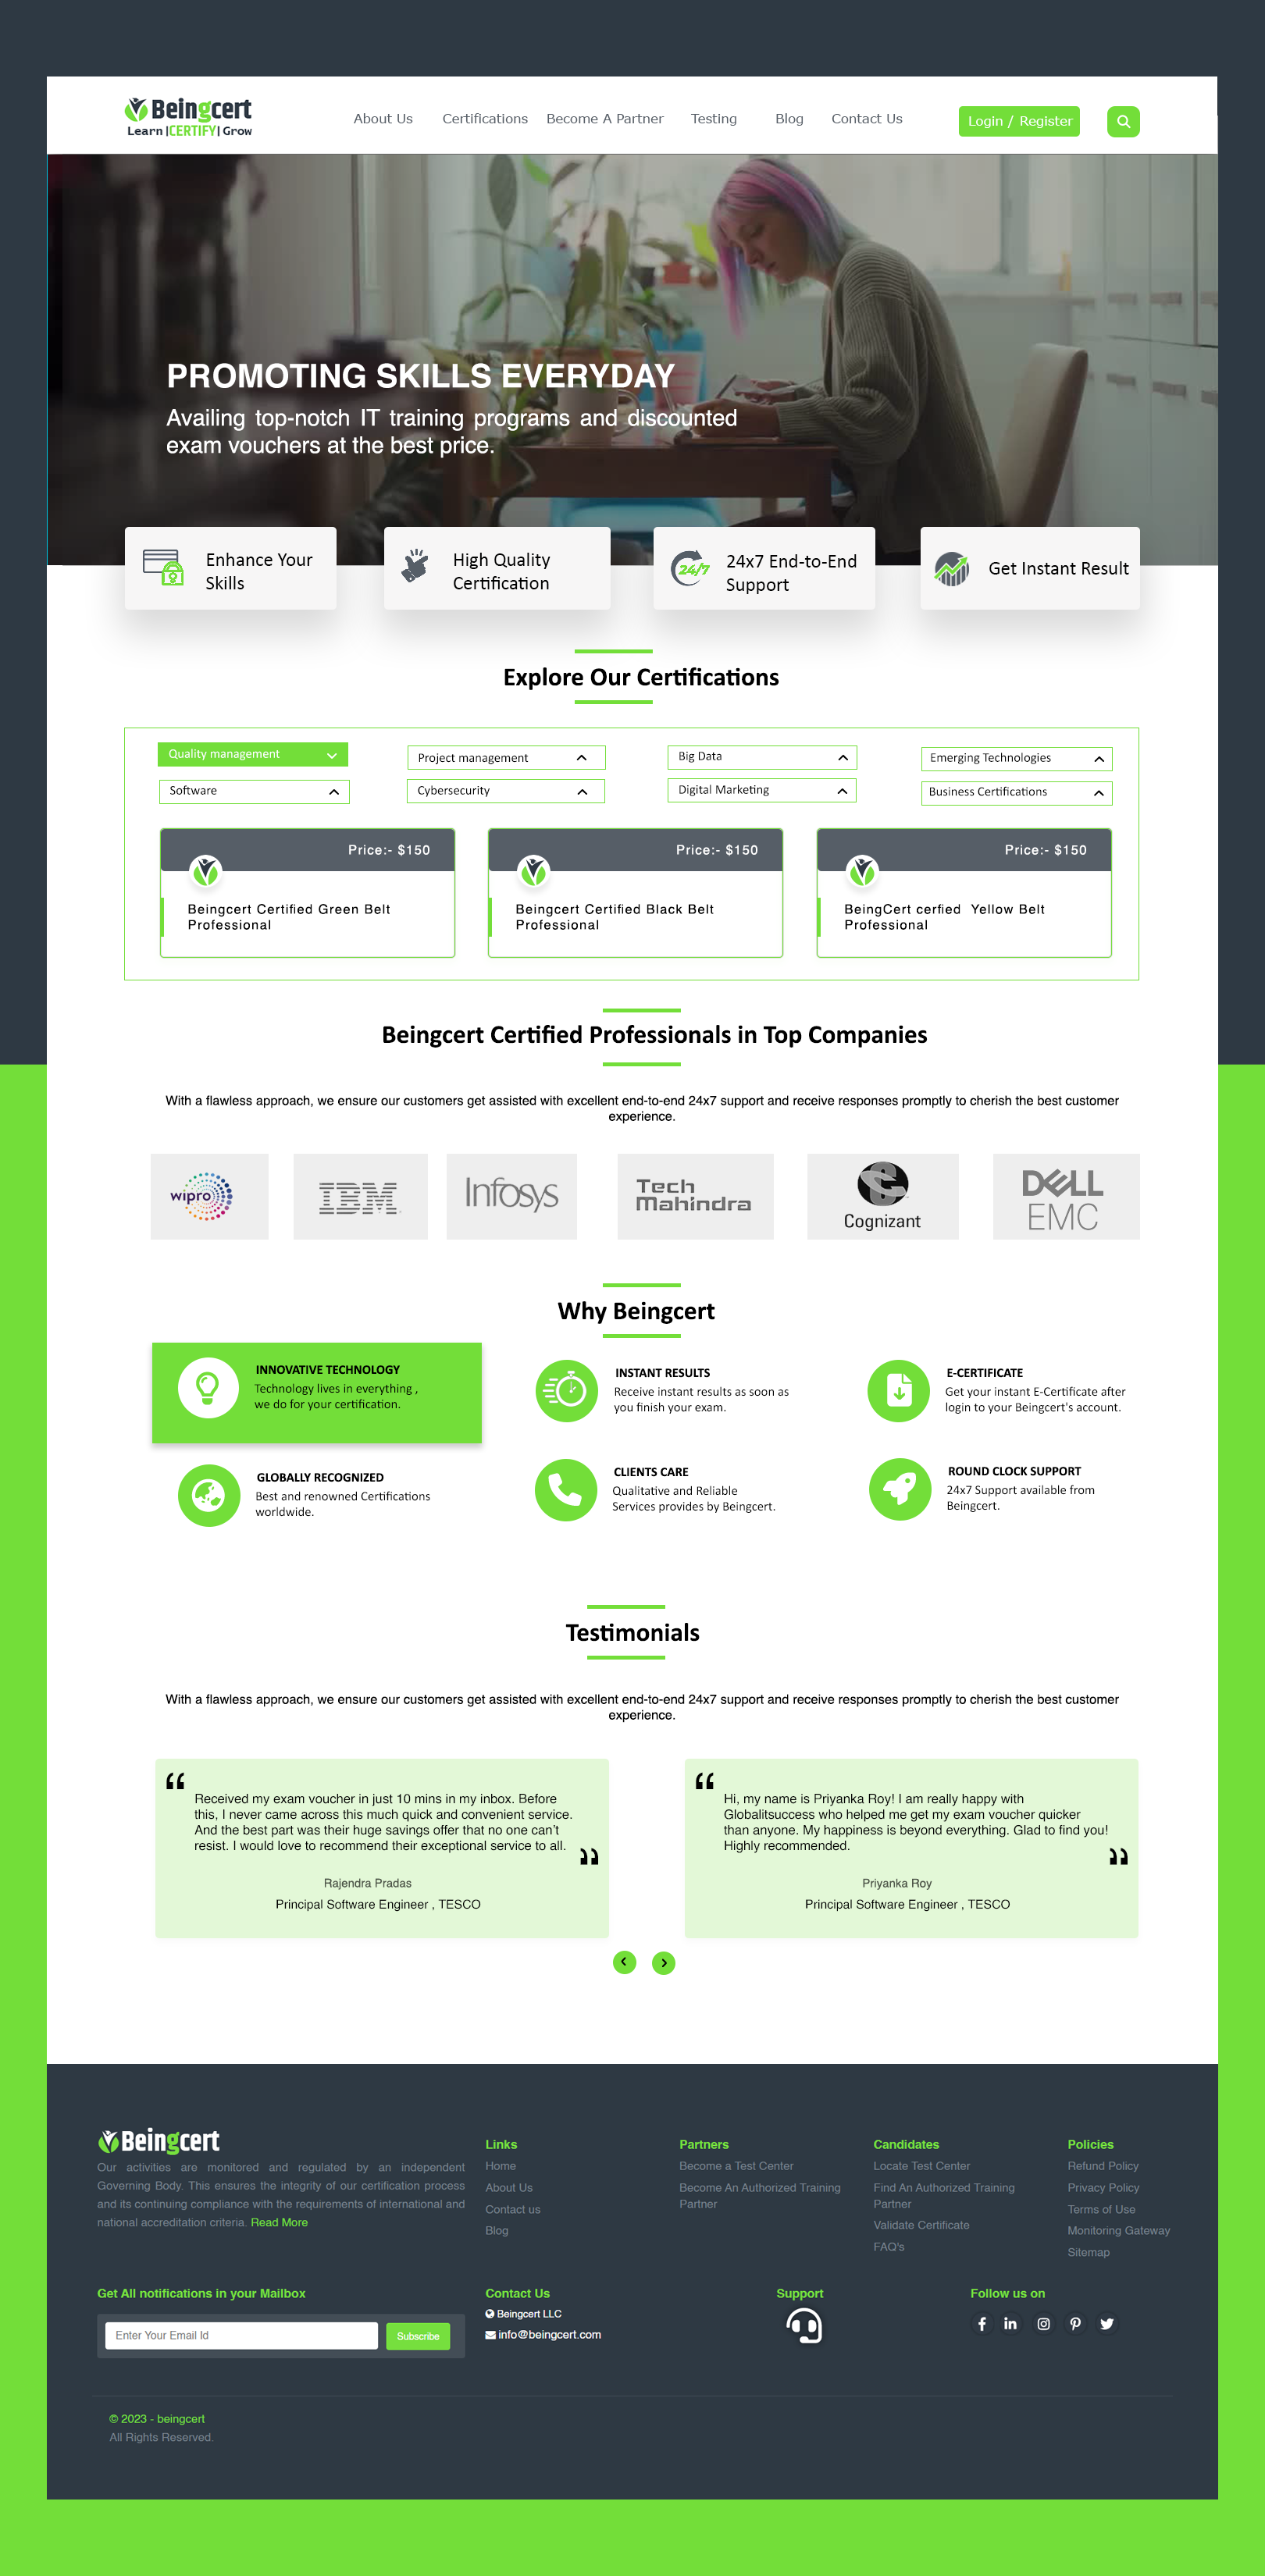 Beingcert
Learn |CERTIFY| Grow
About Us
Certifications
Become A Partner
Testing
Blog
Contact Us
Login / Register
PROMOTING SKILLS EVERYDAY
Availing top-notch IT training programs and discounted
exam vouchers at the best price.
Enhance Your
Skills
High Quality
Certification
24/7
24x7 End-to-End
Support
Get Instant Result
Explore Our Certifications
Quality management
Project management
Big Data
Emerging Technologies
Software
Cybersecurity
Digital Marketing
Business Certifications
Price:- $150
Beingcert Certified Green Belt
Professional
Price:- $150
Beingcert Certified Black Belt
Professional
Price:- $150
BeingCert cerfied Yellow Belt
Professional
Beingcert Certified Professionals in Top Companies
With a flawless approach, we ensure our customers get assisted with excellent end-to-end 24x7 support and receive responses promptly to cherish the best customer
experience.
wipro
IBM
Infosys
Tech
Mahindra
Cognizant
DELL
EMC
Why Beingcert
INNOVATIVE TECHNOLOGY
Technology lives in everything ,
we do for your certification.
INSTANT RESULTS
Receive instant results as soon as
you finish your exam.
E-CERTIFICATE
Get your instant E-Certificate after
login to your Beingcert's account.
GLOBALLY RECOGNIZED
Best and renowned Certifications
worldwide.
CLIENTS CARE
Qualitative and Reliable
Services provides by Beingcert.
ROUND CLOCK SUPPORT
24x7 Support available from
Beingcert.
Testimonials
With a flawless approach, we ensure our customers get assisted with excellent end-to-end 24x7 support and receive responses promptly to cherish the best customer
experience.
“
Received my exam voucher in just 10 mins in my inbox. Before
this, I never came across this much quick and convenient service.
And the best part was their huge savings offer that no one can't
resist. I would love to recommend their exceptional service to all.
”
Rajendra Pradas
Principal Software Engineer , TESCO
“
Hi, my name is Priyanka Roy! I am really happy with
Globalitsuccess who helped me get my exam voucher quicker
than anyone. My happiness is beyond everything. Glad to find you!
Highly recommended.
”
Priyanka Roy
Principal Software Engineer , TESCO
Beingcert
Our activities are monitored and regulated by an independent
Governing Body. This ensures the integrity of our certification process
and its continuing compliance with the requirements of international and
national accreditation criteria. Read More
Links
Home
About Us
Contact us
Blog
Partners
Become a Test Center
Become An Authorized Training
Partner
Candidates
Locate Test Center
Find An Authorized Training
Partner
Validate Certificate
FAQ's
Policies
Refund Policy
Privacy Policy
Terms of Use
Monitoring Gateway
Sitemap
Get All notifications in your Mailbox
Enter Your Email Id
Subscribe
Contact Us
Beingcert LLC
info@beingcert.com
Support
Follow us on
© 2023 - beingcert
All Rights Reserved.